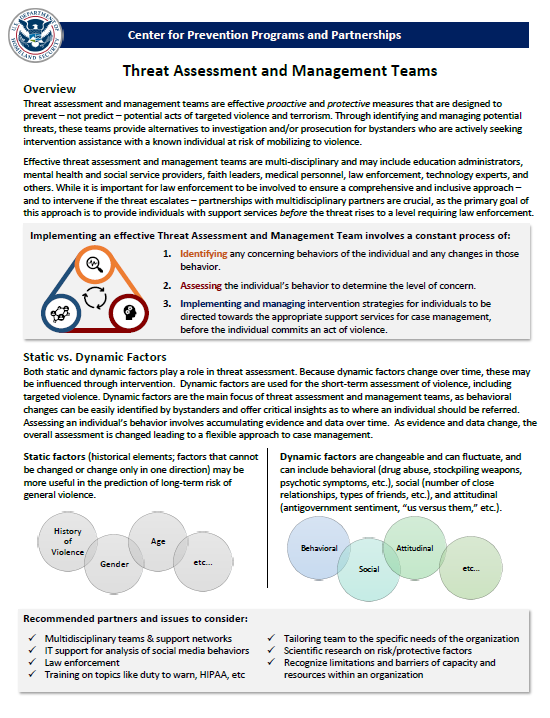 U.S. DEPARTMENT OF
HOMELAND SECURITY
Center for Prevention Programs and Partnerships
Threat Assessment and Management Teams
Overview
Threat assessment and management teams are effective proactive and protective measures that are designed to
prevent – not predict – potential acts of targeted violence and terrorism. Through identifying and managing potential
threats, these teams provide alternatives to investigation and/or prosecution for bystanders who are actively seeking
intervention assistance with a known individual at risk of mobilizing to violence.
Effective threat assessment and management teams are multi-disciplinary and may include education administrators,
mental health and social service providers, faith leaders, medical personnel, law enforcement, technology experts, and
others. While it is important for law enforcement to be involved to ensure a comprehensive and inclusive approach –
and to intervene if the threat escalates – partnerships with multidisciplinary partners are crucial, as the primary goal of
this approach is to provide individuals with support services before the threat rises to a level requiring law enforcement.
Implementing an effective Threat Assessment and Management Team involves a constant process of:
1. Identifying any concerning behaviors of the individual and any changes in those
behavior.
2. Assessing the individual's behavior to determine the level of concern.
3. Implementing and managing intervention strategies for individuals to be
directed towards the appropriate support services for case management,
before the individual commits an act of violence.
Static vs. Dynamic Factors
Both static and dynamic factors play a role in threat assessment. Because dynamic factors change over time, these may
be influenced through intervention. Dynamic factors are used for the short-term assessment of violence, including
targeted violence. Dynamic factors are the main focus of threat assessment and management teams, as behavioral
changes can be easily identified by bystanders and offer critical insights as to where an individual should be referred.
Assessing an individual's behavior involves accumulating evidence and data over time. As evidence and data change, the
overall assessment is changed leading to a flexible approach to case management.
Static factors (historical elements; factors that cannot
be changed or change only in one direction) may be
more useful in the prediction of long-term risk of
general violence.
History
of
Violence
Gender
Age
etc...
Dynamic factors are changeable and can fluctuate, and
can include behavioral (drug abuse, stockpiling weapons,
psychotic symptoms, etc.), social (number of close
relationships, types of friends, etc.), and attitudinal
(antigovernment sentiment, "us versus them," etc.).
Behavioral
Social
Attitudinal
etc...
Recommended partners and issues to consider:
✓ Multidisciplinary teams & support networks
✓ IT support for analysis of social media behaviors
✓ Law enforcement
✓ Training on topics like duty to warn, HIPAA, etc
✓ Tailoring team to the specific needs of the organization
✓ Scientific research on risk/protective factors
✓ Recognize limitations and barriers of capacity and
resources within an organization